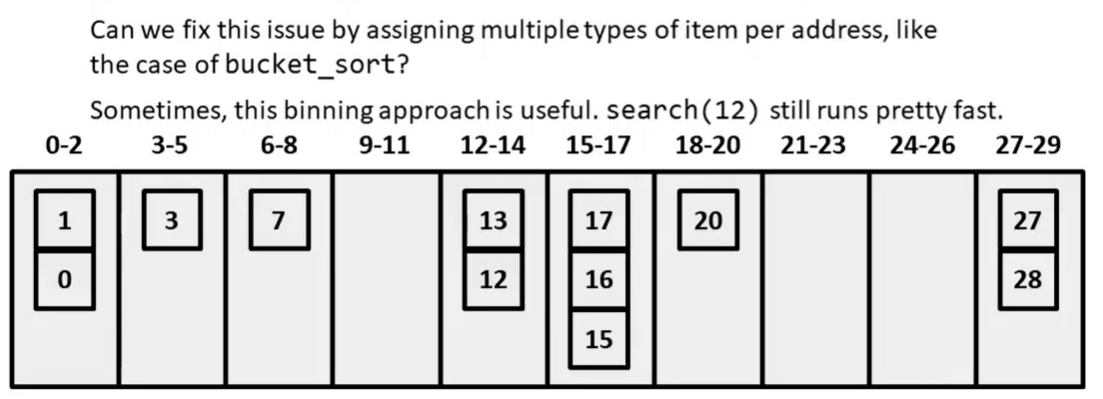 Can we fix this issue by assigning multiple types of item per address, like
the case of bucket_sort?
Sometimes, this binning approach is useful. search(12) still runs pretty fast.
0-2 3-5 6-8 9-11 12-14 15-17 18-20 21-23 24-26 27-29
1 3 7 13 17 20 27
0 12 16 28
15